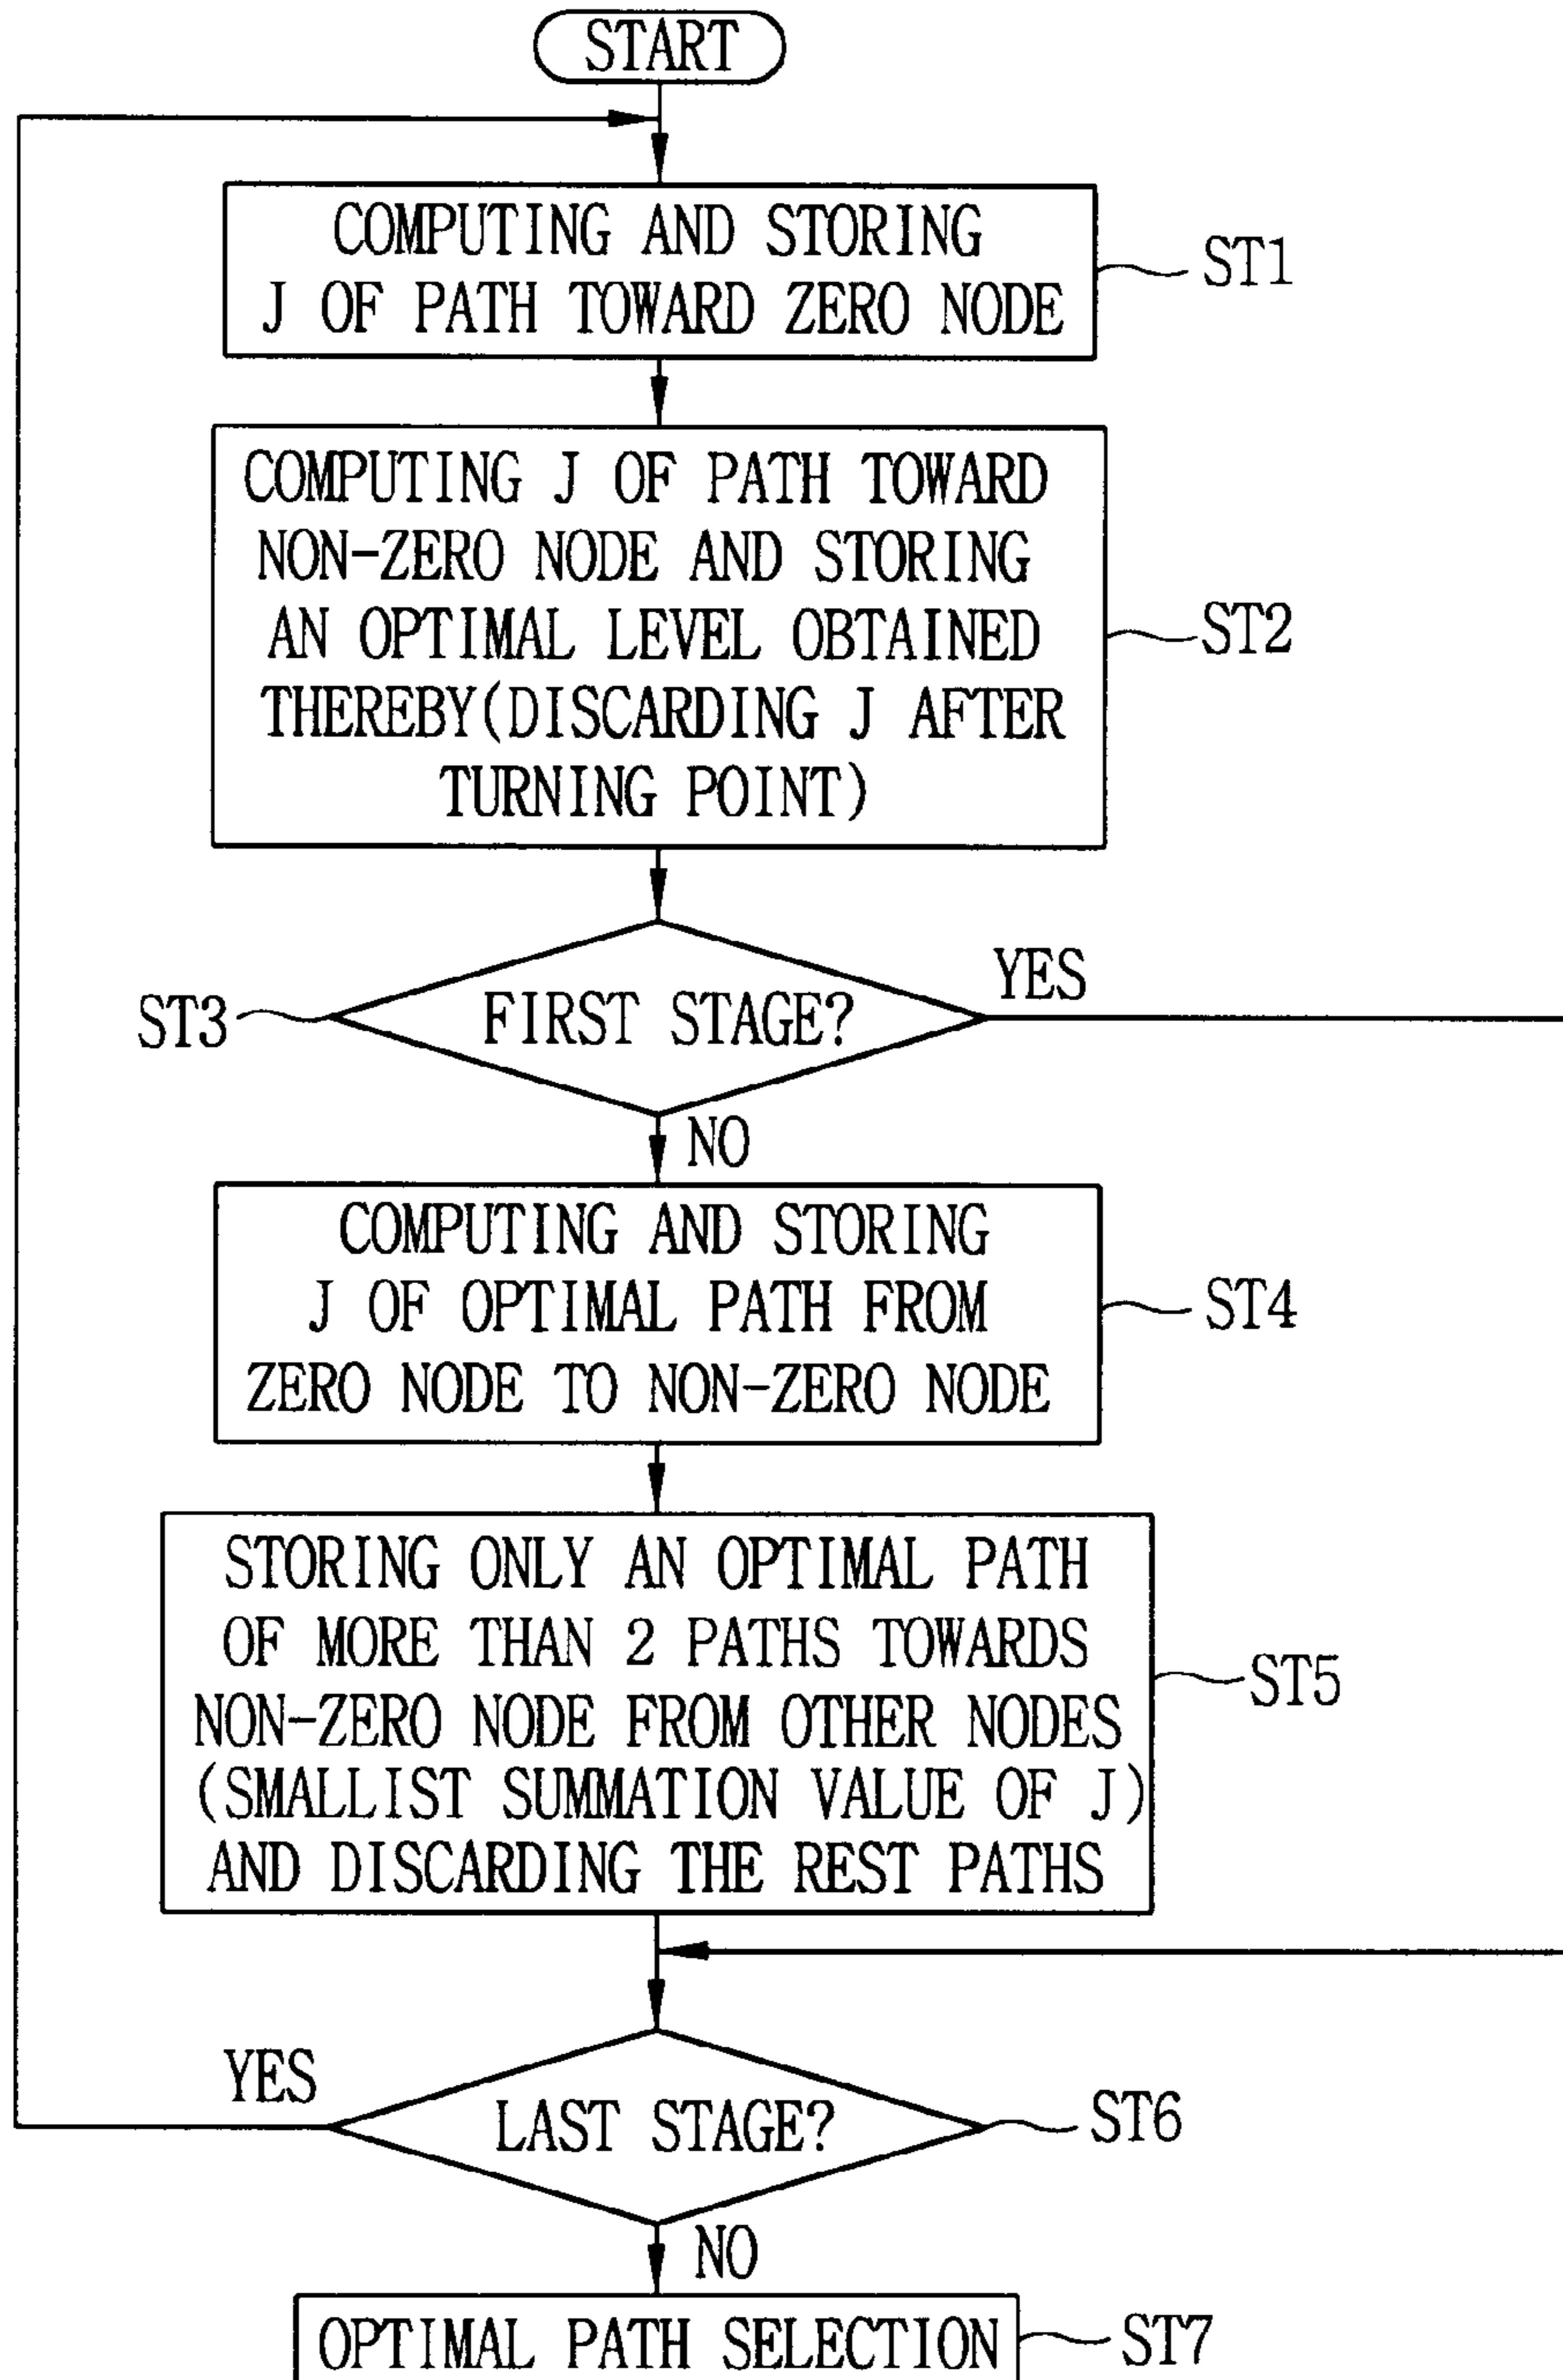 START
COMPUTING AND STORING
J OF PATH TOWARD ZERO NODE
ST1
COMPUTING J OF PATH TOWARD
NON-ZERO NODE AND STORING
AN OPTIMAL LEVEL OBTAINED
THEREBY(DISCARDING J AFTER
TURNING POINT)
ST2
YES
ST3
FIRST STAGE?
NO
COMPUTING AND STORING
J OF OPTIMAL PATH FROM
ZERO NODE TO NON-ZERO NODE
ST4
STORING ONLY AN OPTIMAL PATH
OF MORE THAN 2 PATHS TOWARDS
NON-ZERO NODE FROM OTHER NODES
(SMALLIST SUMMATION VALUE OF J)
AND DISCARDING THE REST PATHS
ST5
YES
LAST STAGE?
ST6
NO
OPTIMAL PATH SELECTION
ST7